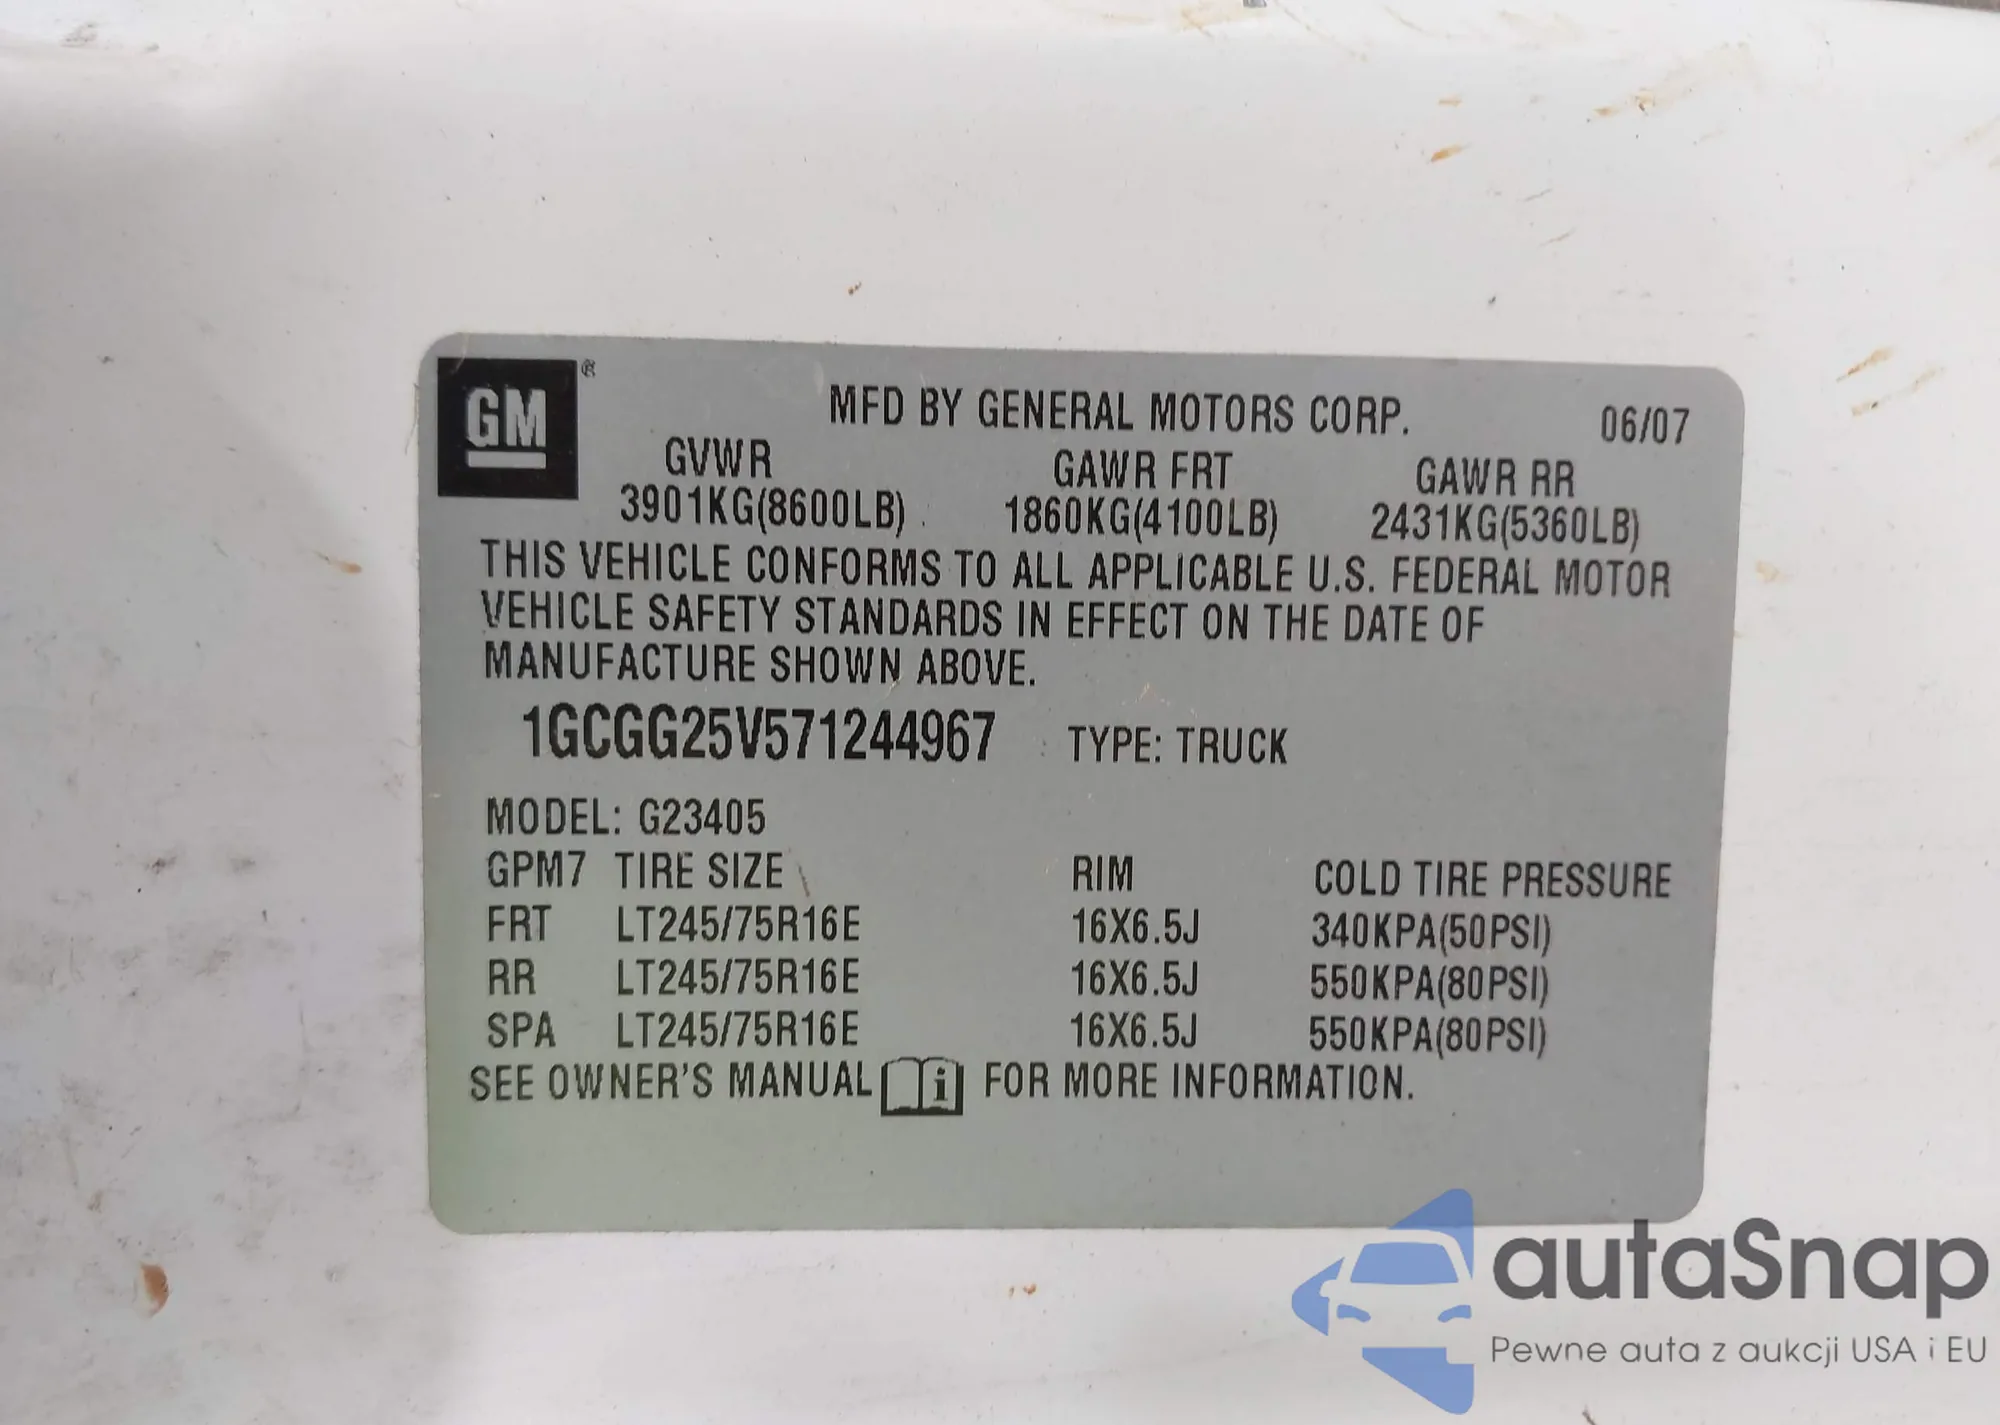 GM ®
MFD BY GENERAL MOTORS CORP. 06/07
GVWR GAWR FRT GAWR RR
3901KG(8600LB) 1860KG(4100LB) 2431KG(5360LB)
THIS VEHICLE CONFORMS TO ALL APPLICABLE U.S. FEDERAL MOTOR
VEHICLE SAFETY STANDARDS IN EFFECT ON THE DATE OF
MANUFACTURE SHOWN ABOVE.
1GCGG25V571244967 TYPE: TRUCK
MODEL: G23405
GPM7 TIRE SIZE RIM COLD TIRE PRESSURE
FRT LT245/75R16E 16X6.5J 340KPA(50PSI)
RR LT245/75R16E 16X6.5J 550KPA(80PSI)
SPA LT245/75R16E 16X6.5J 550KPA(80PSI)
SEE OWNER'S MANUAL i FOR MORE INFORMATION.
autaSnap
Pewne auta z aukcji USA i EU